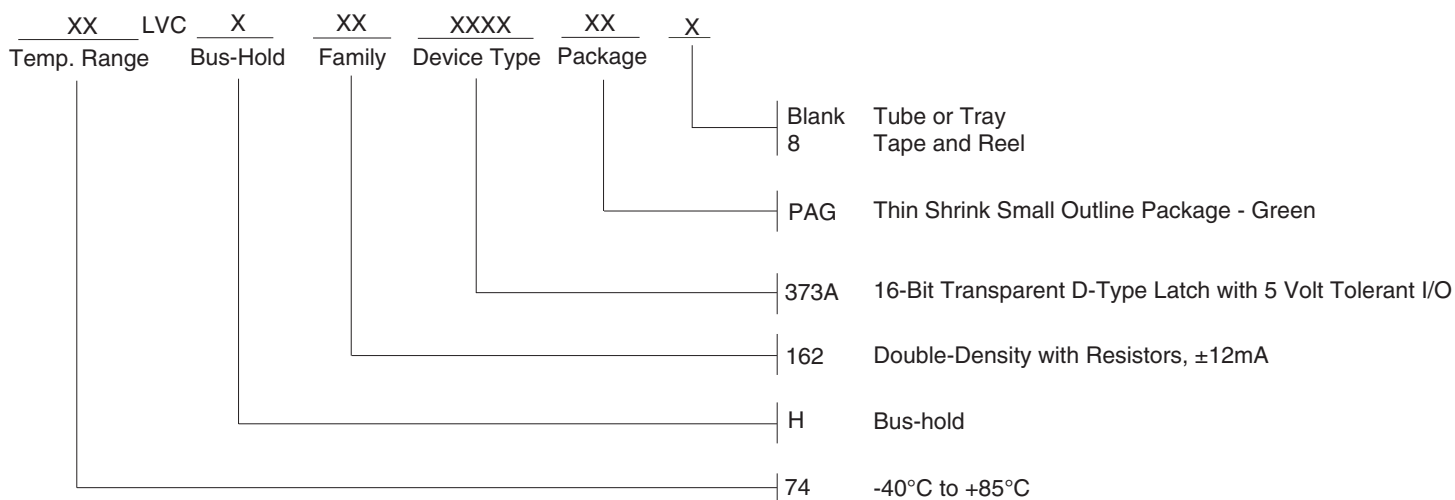 XX LVC X XX XXXX XX X
Temp. Range Bus-Hold Family Device Type Package
Blank Tube or Tray
8 Tape and Reel
PAG Thin Shrink Small Outline Package - Green
373A 16-Bit Transparent D-Type Latch with 5 Volt Tolerant I/O
162 Double-Density with Resistors, ±12mA
H Bus-hold
74 -40°C to +85°C